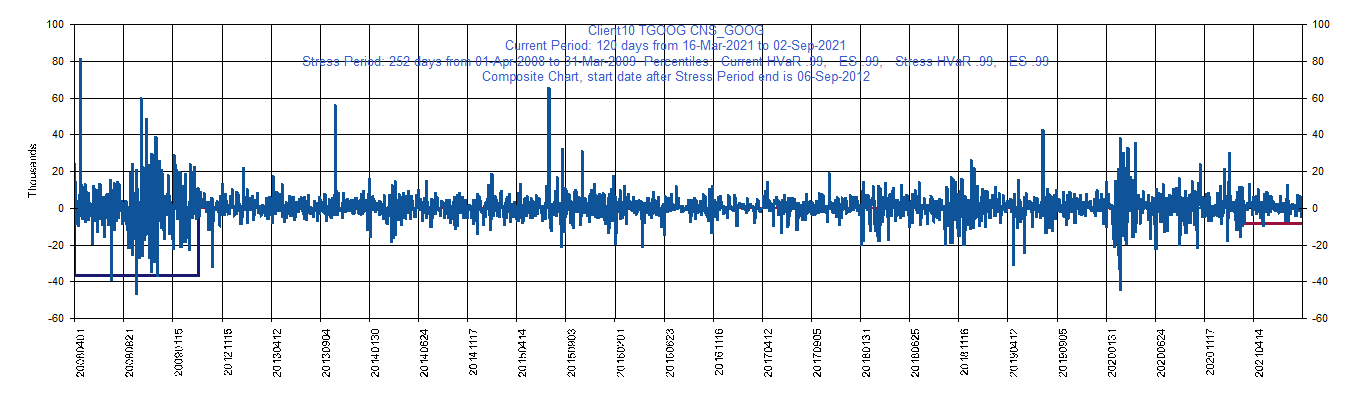 Client10 TGOOG CNS_GOOG
Current Period: 120 days from 16-Mar-2021 to 02-Sep-2021
Stress Period: 252 days from 01-Apr-2008 to 31-Mar-2009 Percentiles: Current HVaR .99, ES .99, Stress HVaR .99, ES .99
Composite Chart, start date after Stress Period end is 06-Sep-2012
100 100
80 80
60 60
40 40
20 20
0 0
-20 -20
-40 -40
-60 -60
Thousands
20080401 20080821 20090115 20121115 20130412 20130904 20140130 20140624 20141117 20150414 20150903 20160201 20160623 20161116 20170412 20170905 20180131 20180625 20181116 20190412 20190905 20200131 20200624 20201117 20210414